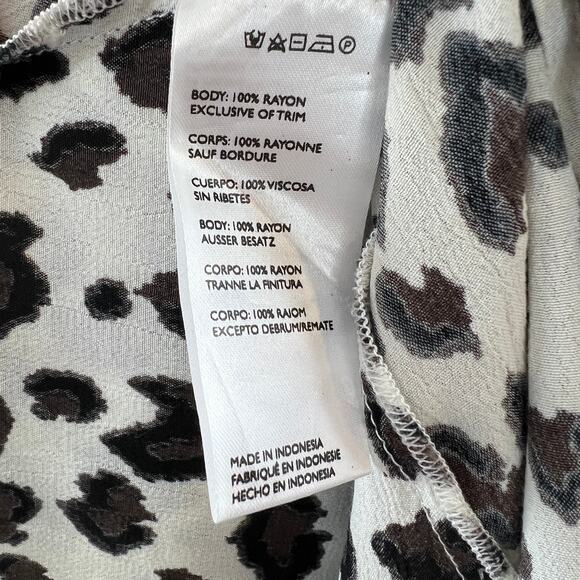 P
BODY: 100% RAYON
EXCLUSIVE OF TRIM
CORPS: 100% RAYONNE
SAUF BORDURE
CUERPO: 100% VISCOSA
SIN RIBETES
BODY: 100% RAYON
AUSSER BESATZ
CORPO: 100% RAYON
TRANNE LA FINITURA
CORPO: 100% RAIOM
EXCEPTO DEBRUM/REMATE
MADE IN INDONESIA
FABRIQUÉ EN INDONESIE
HECHO EN INDONESIA